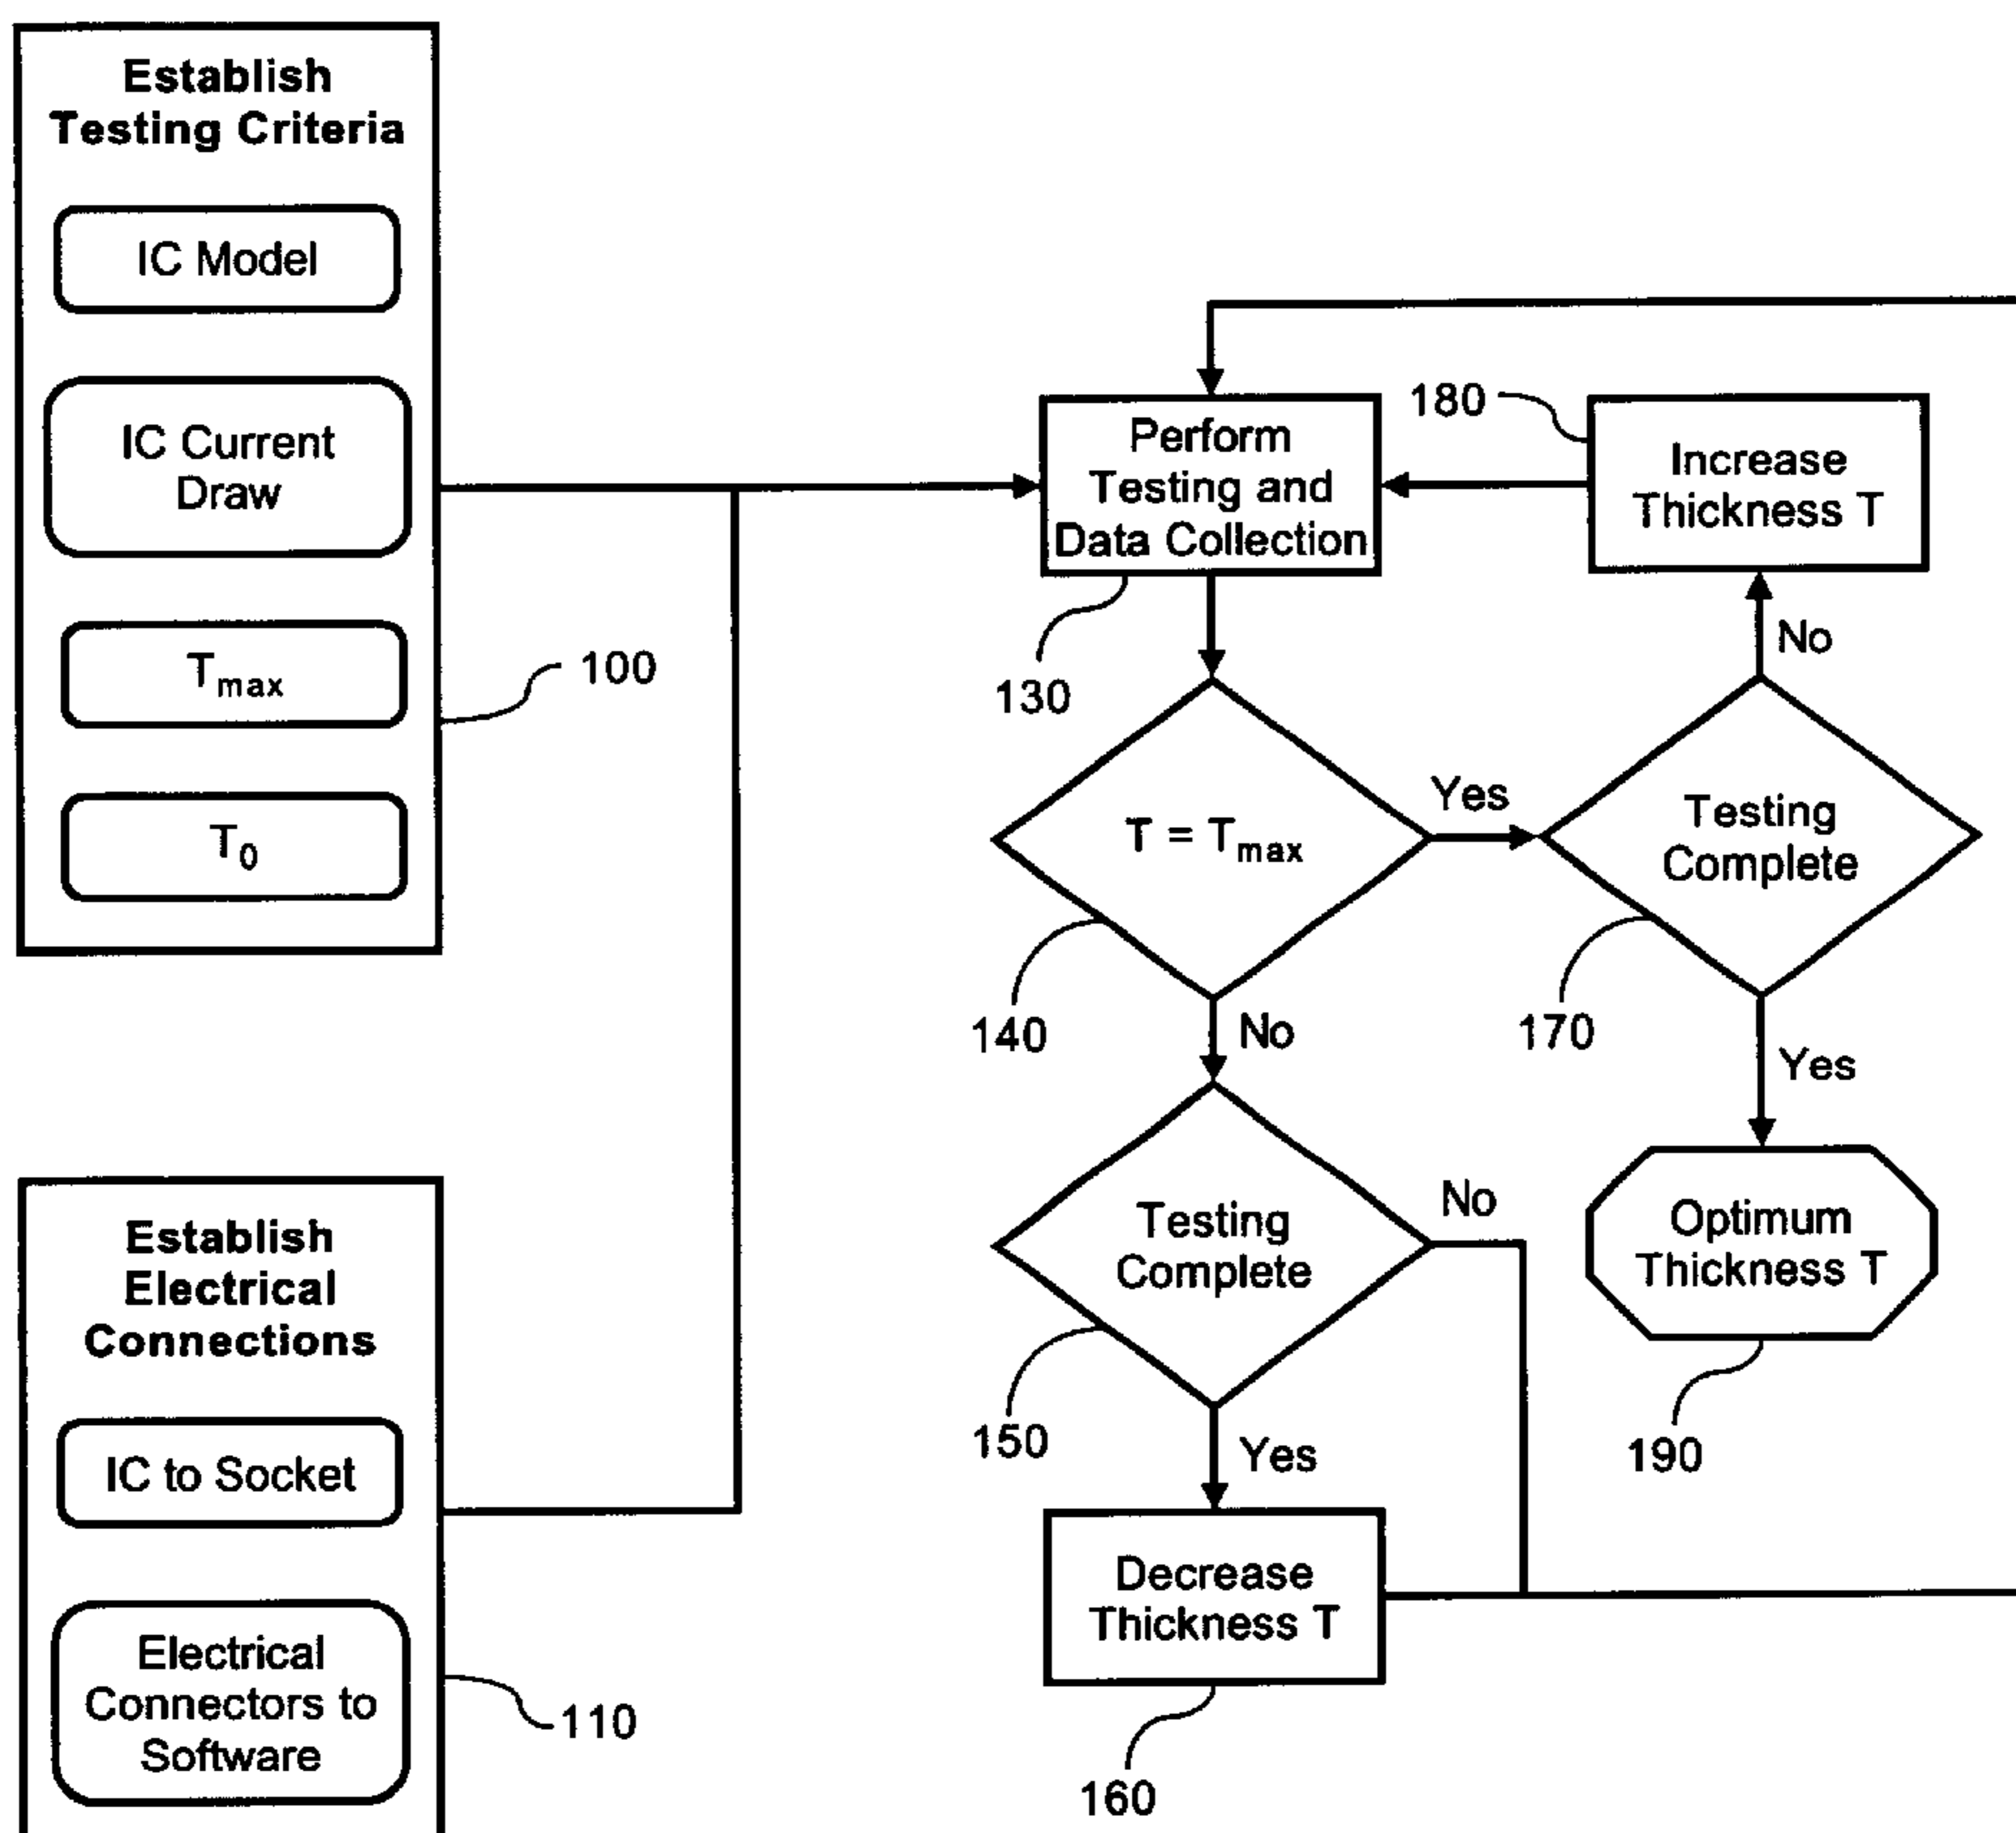 Establish
Testing Criteria
IC Model
IC Current
Draw
Tmax
T0
100
Establish
Electrical
Connections
IC to Socket
Electrical
Connectors to
Software
110
Perform
Testing and
Data Collection
130
180
Increase
Thickness T
No
T = Tmax
Yes
140
No
Testing
Complete
170
Yes
Testing
Complete
No
150
Yes
Optimum
Thickness T
190
Decrease
Thickness T
160